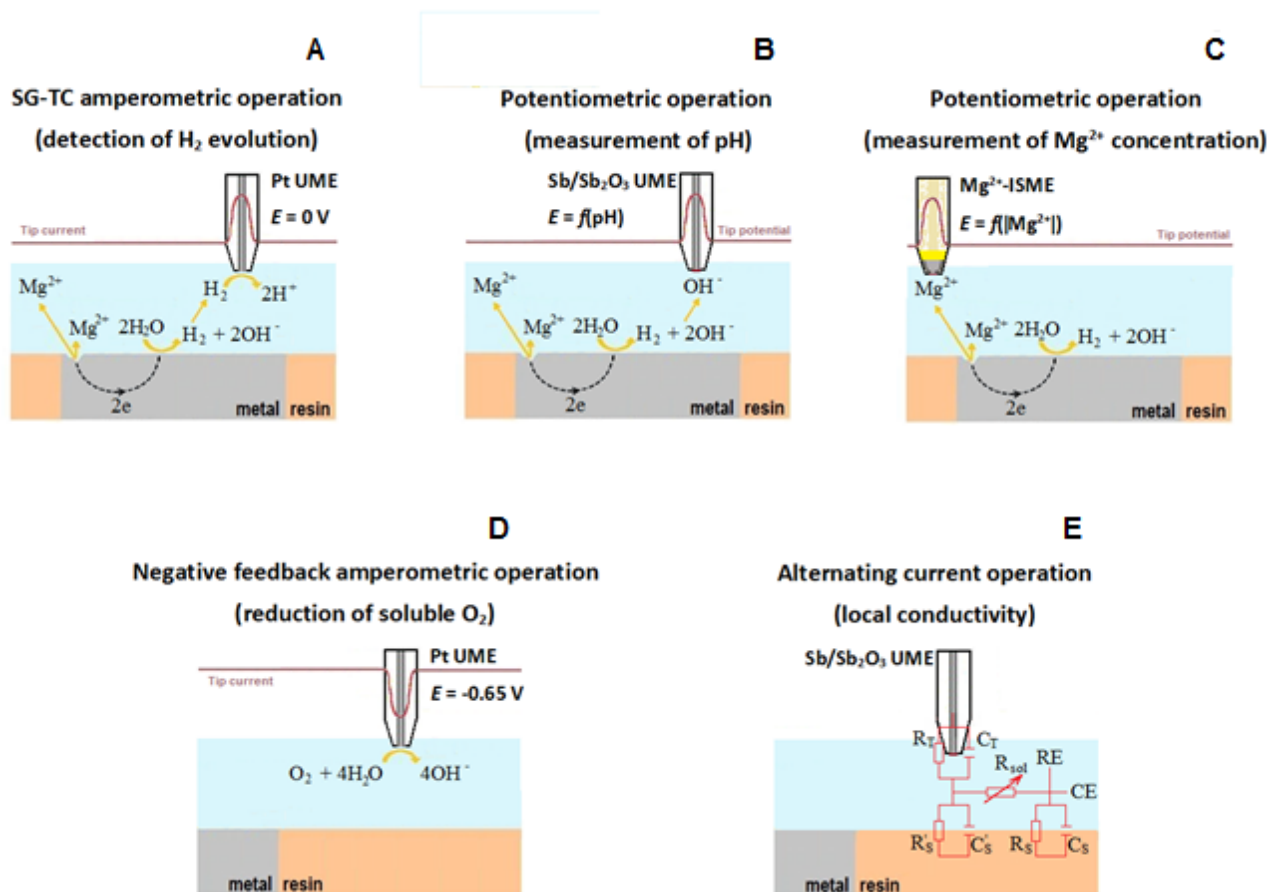 A
SG-TC amperometric operation
(detection of H₂ evolution)
Pt UME
E = 0 V
Tip current
Mg²⁺
H₂
2H⁺
Mg²⁺ 2H₂O
H₂ + 2OH⁻
2e
metal resin
B
Potentiometric operation
(measurement of pH)
Sb/Sb₂O₃ UME
E = f(pH)
Tip potential
Mg²⁺
OH⁻
Mg²⁺ 2H₂O
H₂ + 2OH⁻
2e
metal resin
C
Potentiometric operation
(measurement of Mg²⁺ concentration)
Mg²⁺-ISME
E = f(|Mg²⁺|)
Tip potential
Mg²⁺
Mg²⁺ 2H₂O
H₂ + 2OH⁻
2e
metal resin
D
Negative feedback amperometric operation
(reduction of soluble O₂)
Pt UME
Tip current
E = -0.65 V
O₂ + 4H₂O 4OH⁻
metal resin
E
Alternating current operation
(local conductivity)
Sb/Sb₂O₃ UME
R_T C_T
R_sol RE
CE
R'_S C'_S R_S C_S
metal resin